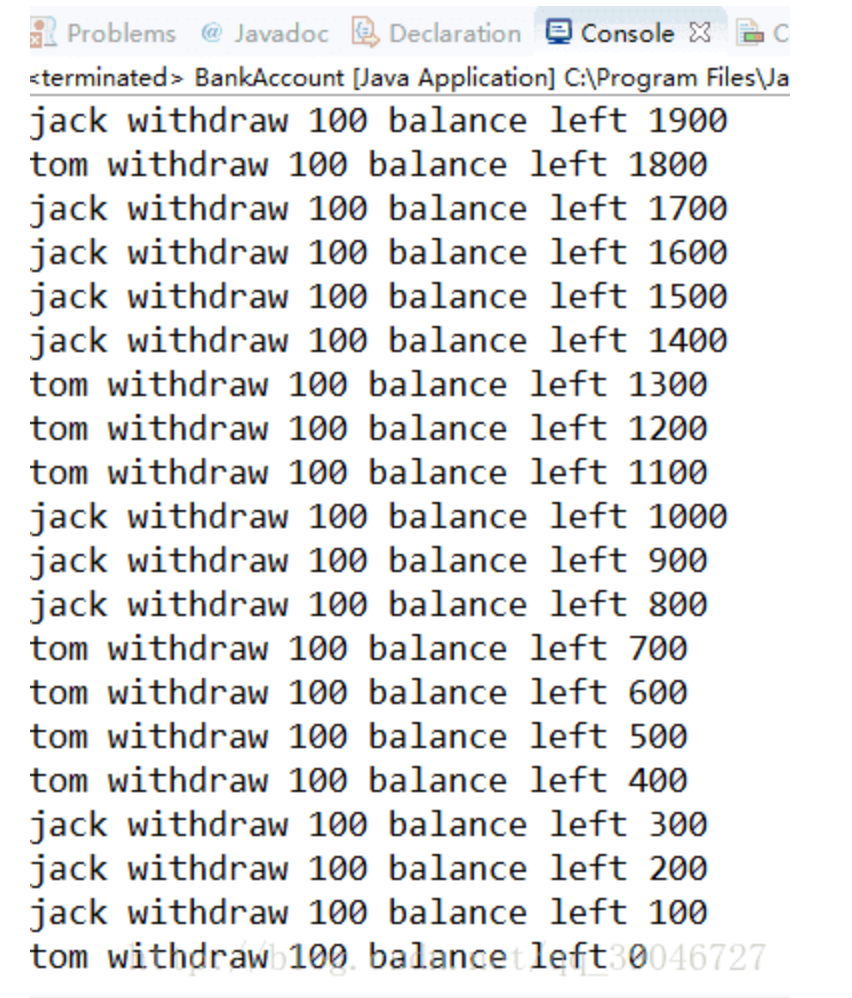 Problems @ Javadoc Declaration Console C
<terminated> BankAccount [Java Application] C:\Program Files\Ja
jack withdraw 100 balance left 1900
tom withdraw 100 balance left 1800
jack withdraw 100 balance left 1700
jack withdraw 100 balance left 1600
jack withdraw 100 balance left 1500
jack withdraw 100 balance left 1400
tom withdraw 100 balance left 1300
tom withdraw 100 balance left 1200
tom withdraw 100 balance left 1100
jack withdraw 100 balance left 1000
jack withdraw 100 balance left 900
jack withdraw 100 balance left 800
tom withdraw 100 balance left 700
tom withdraw 100 balance left 600
tom withdraw 100 balance left 500
tom withdraw 100 balance left 400
jack withdraw 100 balance left 300
jack withdraw 100 balance left 200
jack withdraw 100 balance left 100
tom withdraw 100 balance left 0